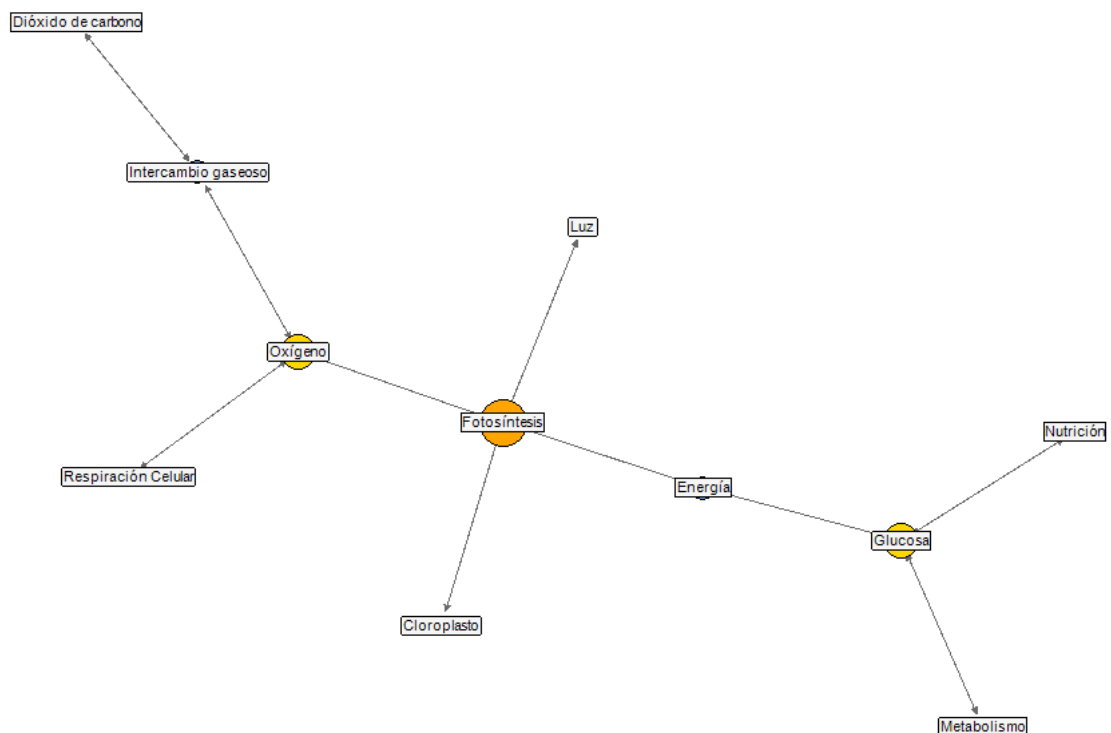 Dióxido de carbono
Intercambio gaseoso
Luz
Oxígeno
Fotosíntesis
Nutrición
Respiración Celular
Energía
Glucosa
Cloroplasto
Metabolismo